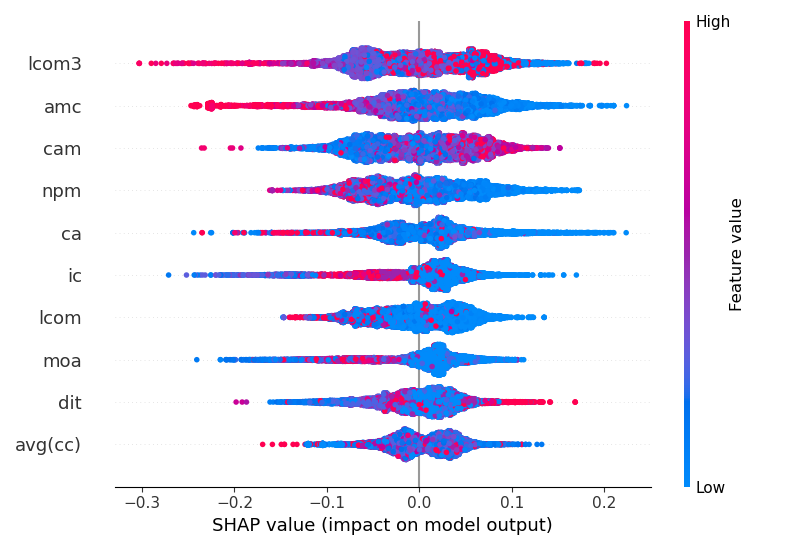 High
lcom3
amc
cam
npm
ca
ic
lcom
moa
dit
avg(cc)
Feature value
Low
−0.3 −0.2 −0.1 0.0 0.1 0.2
SHAP value (impact on model output)